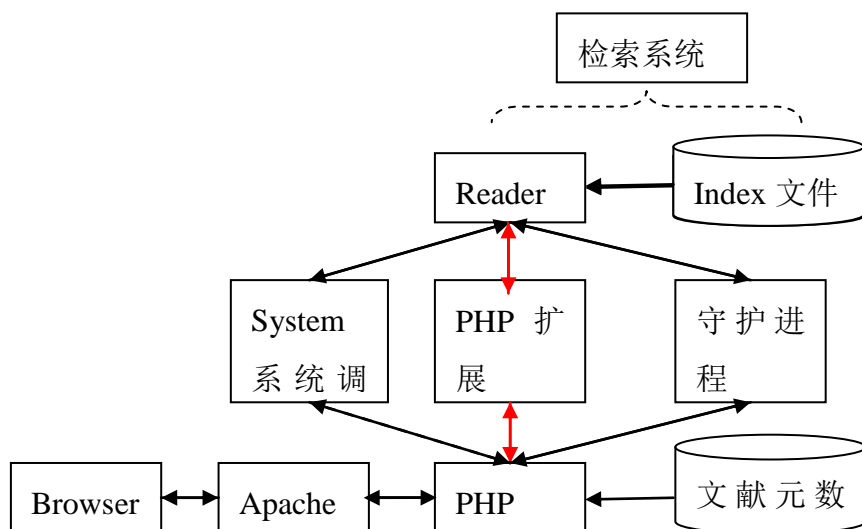 检索系统
Reader
Index 文件
System
系统调
PHP 扩
展
守护进
程
Browser
Apache
PHP
文献元数